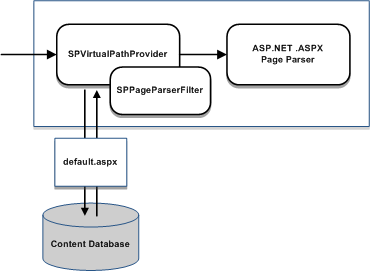 SPVirtualPathProvider
ASP.NET .ASPX
Page Parser
SPPageParserFilter
default.aspx
Content Database